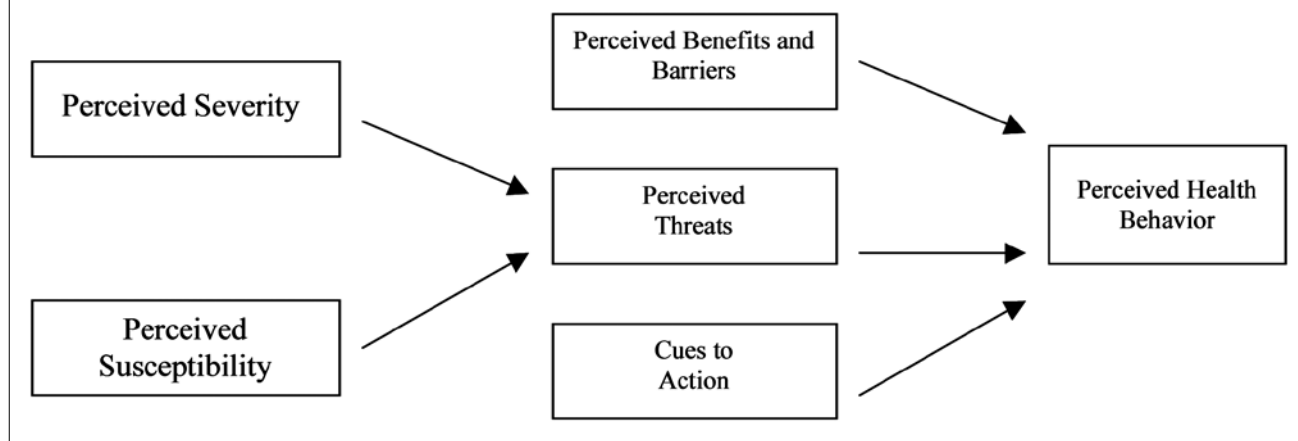 Perceived Severity
Perceived
Susceptibility
Perceived Benefits and
Barriers
Perceived
Threats
Cues to
Action
Perceived Health
Behavior